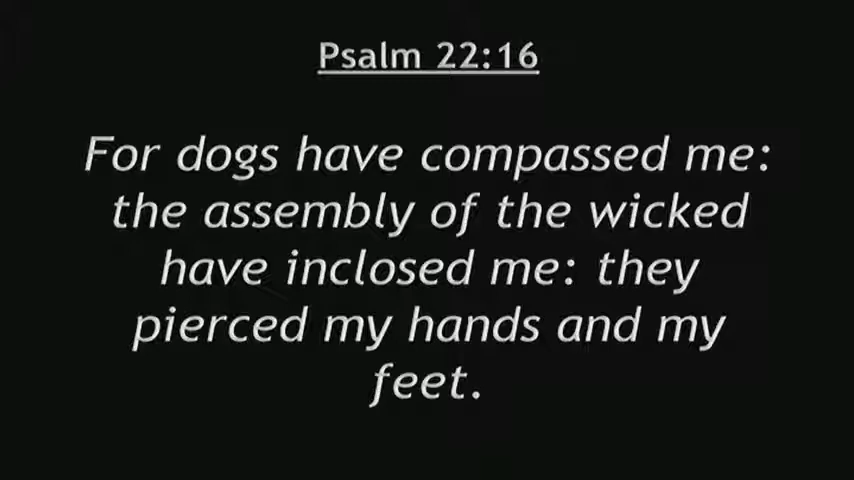 Psalm 22:16
For dogs have compassed me:
the assembly of the wicked
have inclosed me: they
pierced my hands and my
feet.